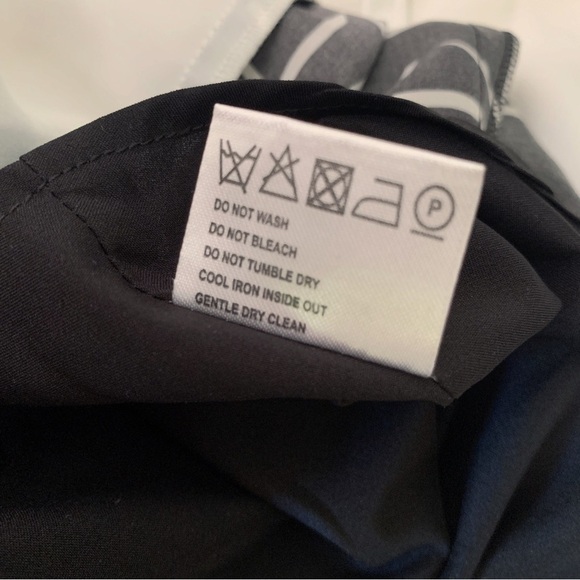 P
DO NOT WASH
DO NOT BLEACH
DO NOT TUMBLE DRY
COOL IRON INSIDE OUT
GENTLE DRY CLEAN